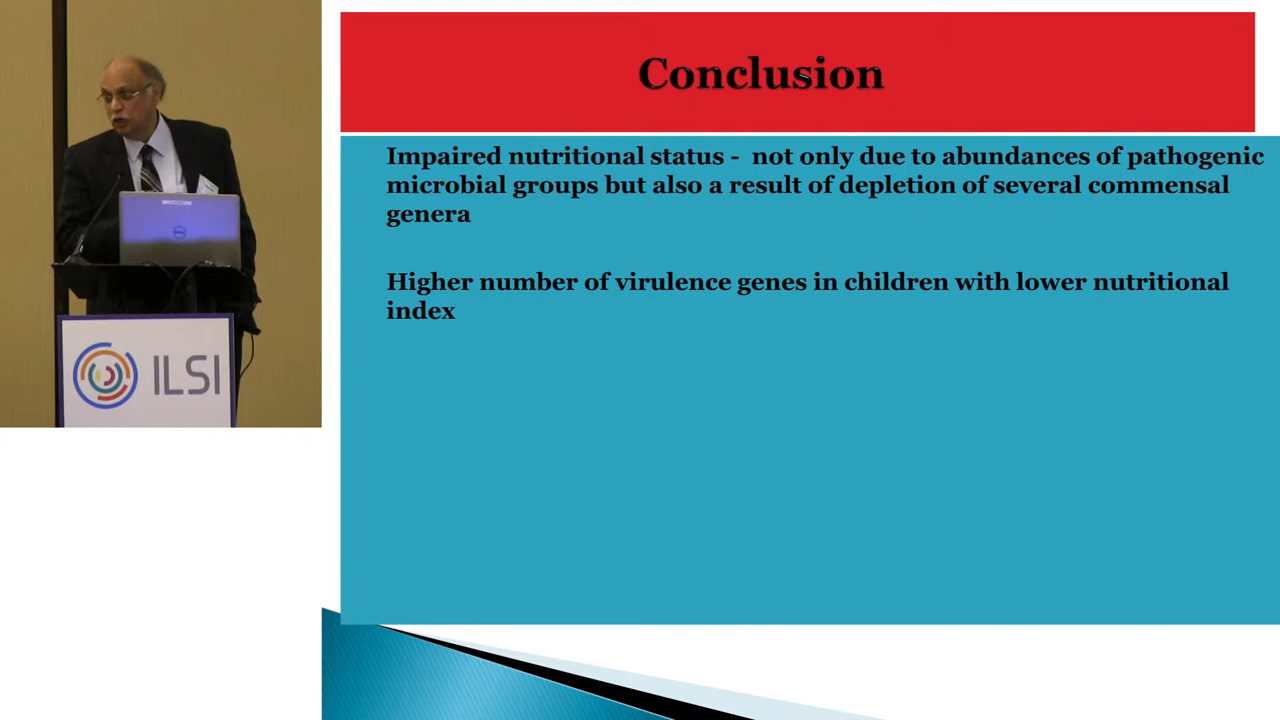 Conclusion
Impaired nutritional status - not only due to abundances of pathogenic
microbial groups but also a result of depletion of several commensal
genera
Higher number of virulence genes in children with lower nutritional
index
DELL
ILSI